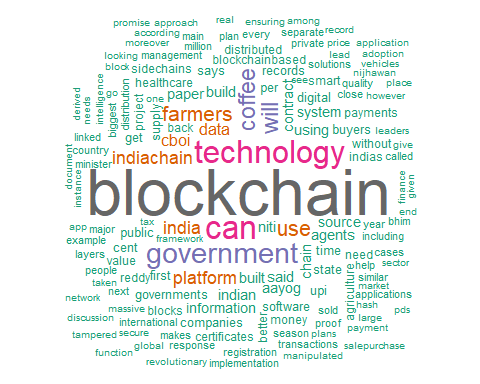 promise approach real ensuring among
according main plan every separate record
moreover million distributed private price application
looking management blockchainbased lead adoption
block sidechains says records solutions vehicles
healthcare coffee per see smart nijhawan
derived needs intelligence go biggest distribution project one supply paper build will contract digital close quality place however
farmers system payments
linked get back data using buyers leaders
country cboi without give
document instance minister indiachain technology indias called
blockchain
finance given
tax can use source year end bhim
app major public india niti agents including
example framework
layers cent government chain time need cases
people value state help sector
taken reddy first platform built said agriculture similar
network next governments indian aayog upi market applications
massive blocks information software sold hash pds
discussion international companies better money proof large
tampered secure makes certificates season plans payment
function global response transactions salepurchase
registration manipulated
revolutionary implementation